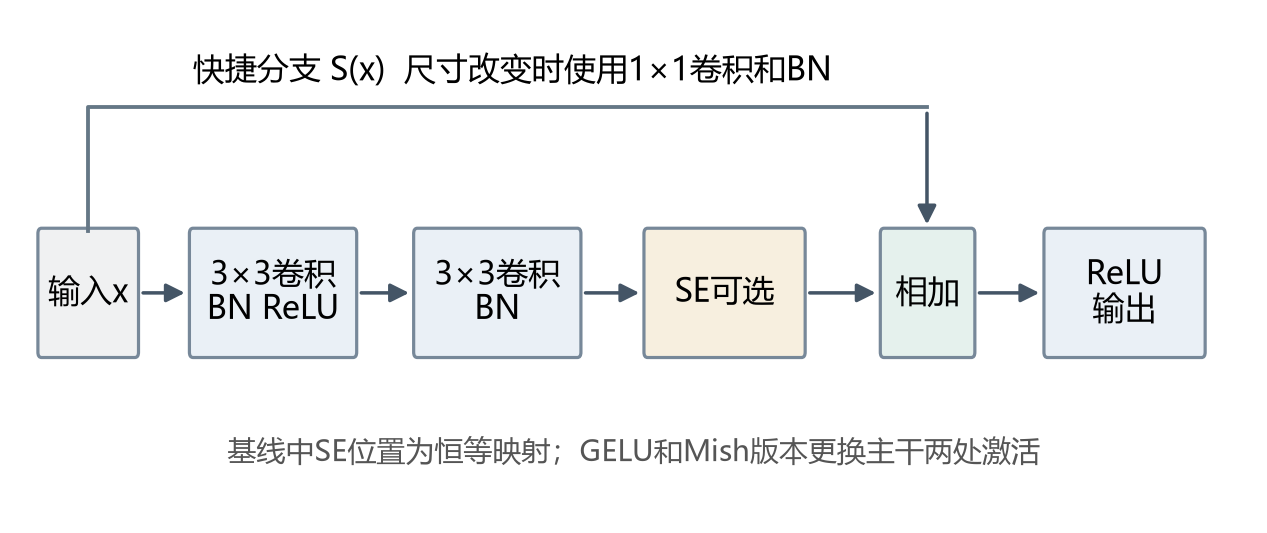 快捷分支 S(x) 尺寸改变时使用1×1卷积和BN
输入x
3×3卷积
BN ReLU
3×3卷积
BN
SE可选
相加
ReLU
输出
基线中SE位置为恒等映射；GELU和Mish版本更换主干两处激活